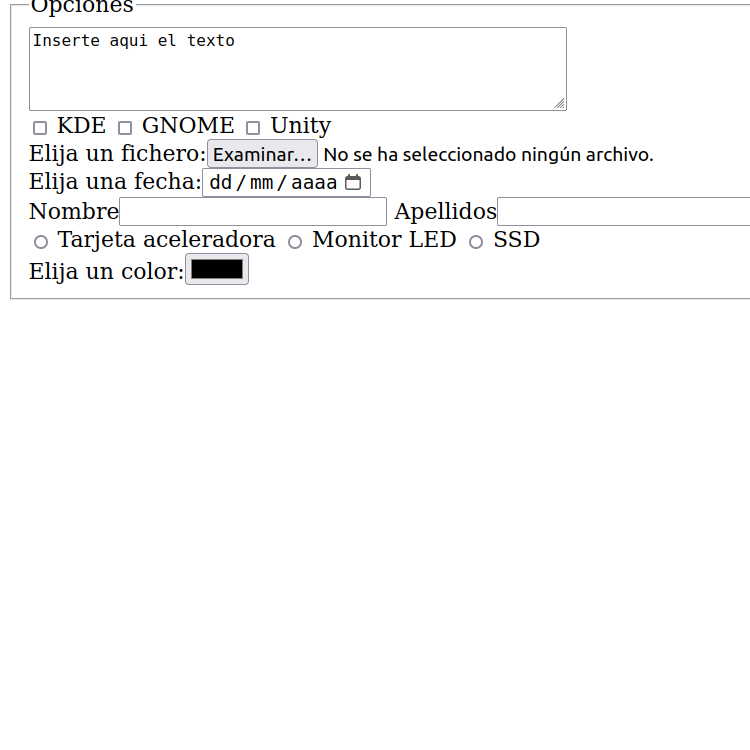 Opciones
Inserte aqui el texto
KDE GNOME Unity
Elija un fichero: Examinar... No se ha seleccionado ningún archivo.
Elija una fecha: dd/mm/aaaa
Nombre Apellidos
Tarjeta aceleradora Monitor LED SSD
Elija un color: